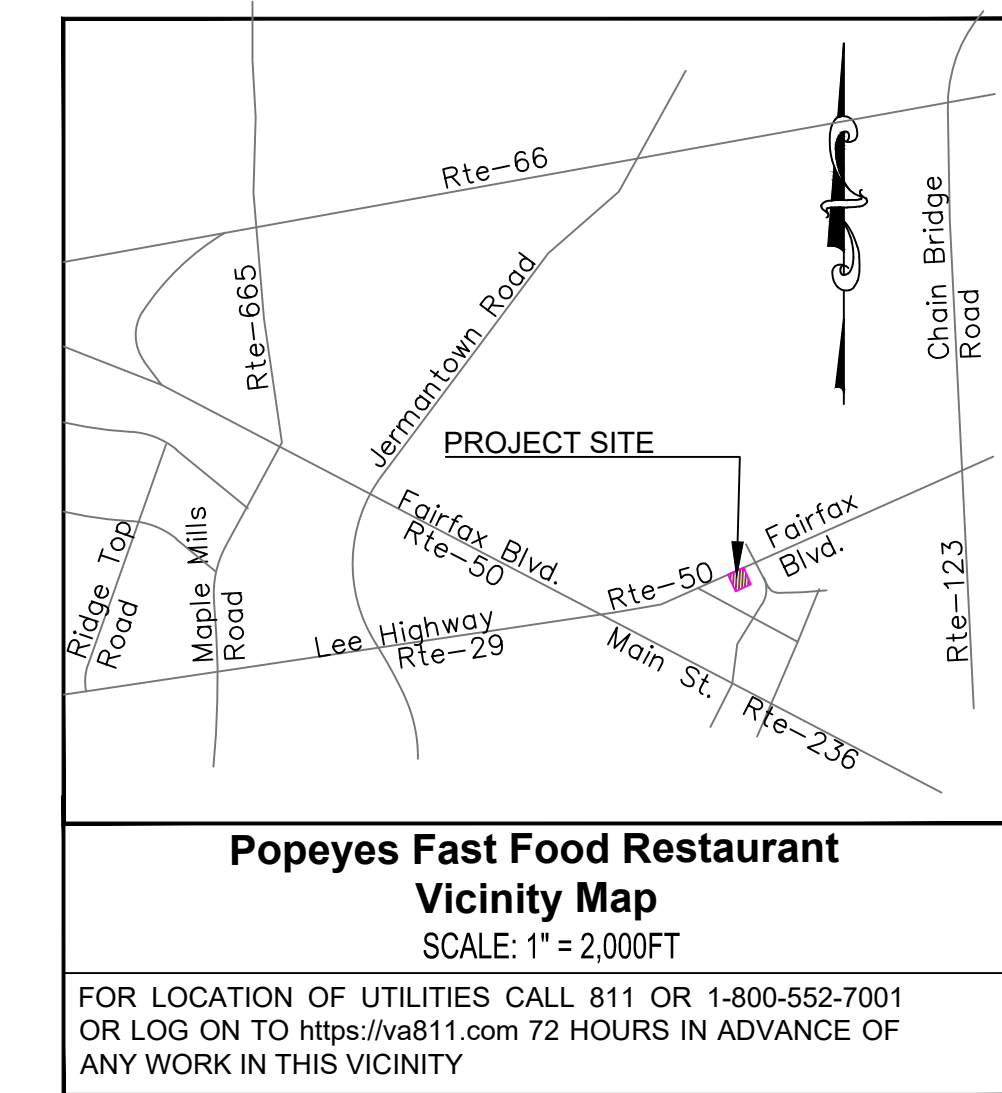 Rte-66
Chain Bridge
Road
Rte-665
Jermantown Road
PROJECT SITE
Fairfax Blvd.
Rte-50
Fairfax
Blvd.
Rte-50
Ridge Top
Road
Maple Mills
Road
Lee Highway
Rte-29
Main St.
Rte-236
Rte-123
Popeyes Fast Food Restaurant
Vicinity Map
SCALE: 1" = 2,000FT
FOR LOCATION OF UTILITIES CALL 811 OR 1-800-552-7001
OR LOG ON TO https://va811.com 72 HOURS IN ADVANCE OF
ANY WORK IN THIS VICINITY